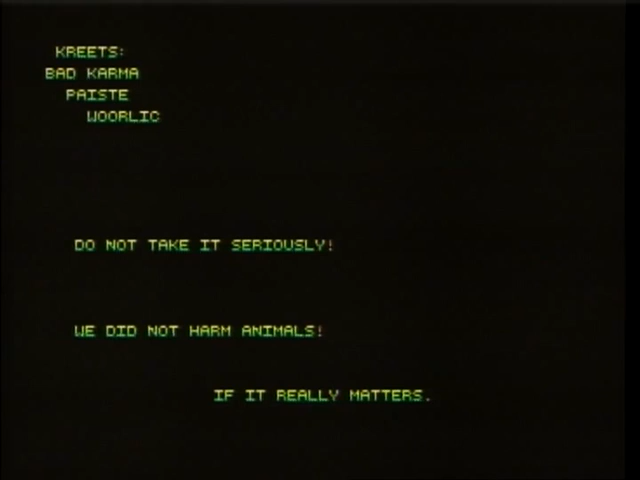 KREETS:
BAD KARMA
PAISTE
WOORLIC
DO NOT TAKE IT SERIOUSLY!
WE DID NOT HARM ANIMALS!
IF IT REALLY MATTERS.